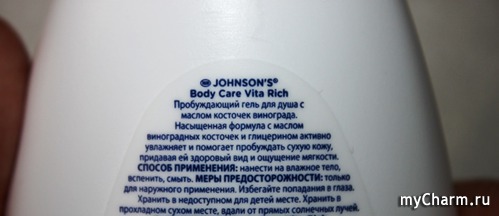 JOHNSON'S®
Body Care Vita Rich
Пробуждающий гель для душа с
маслом косточек винограда.
Насыщенная формула с маслом
виноградных косточек и глицерином активно
увлажняет и помогает пробуждать сухую кожу,
придавая ей здоровый вид и ощущение мягкости.
СПОСОБ ПРИМЕНЕНИЯ: нанести на влажное тело,
вспенить, смыть. МЕРЫ ПРЕДОСТОРОЖНОСТИ: только
для наружного применения. Избегайте попадания в глаза.
Хранить в недоступном для детей месте. Хранить в
прохладном сухом месте, вдали от прямых солнечных лучей.
myCharm.ru